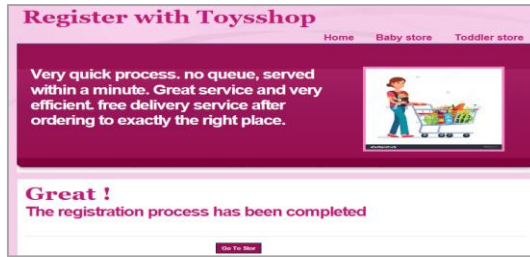 Register with Toysshop
Home Baby store Toddler store
Very quick process. no queue, served
within a minute. Great service and very
efficient. free delivery service after
ordering to exactly the right place.
Great !
The registration process has been completed
Go To Stor